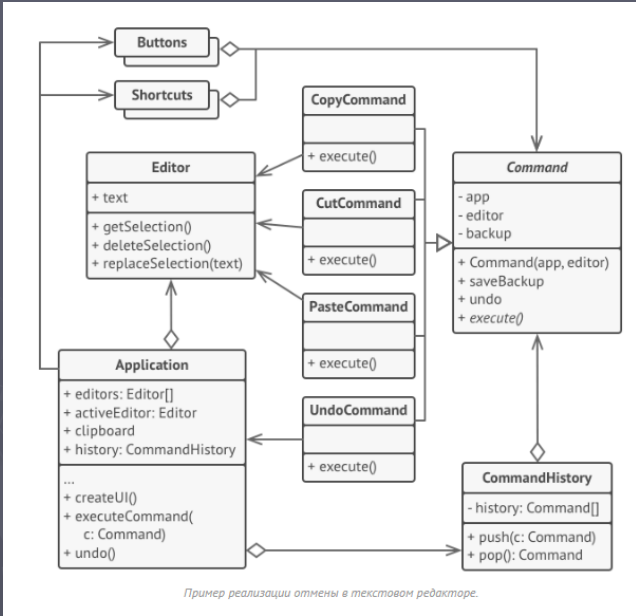 Buttons
Shortcuts
CopyCommand
+ execute()
Editor
+ text
+ getSelection()
+ deleteSelection()
+ replaceSelection(text)
CutCommand
+ execute()
Command
- app
- editor
- backup
+ Command(app, editor)
+ saveBackup
+ undo
+ execute()
PasteCommand
+ execute()
Application
+ editors: Editor[]
+ activeEditor: Editor
+ clipboard
+ history: CommandHistory
...
+ createUI()
+ executeCommand(
c: Command)
+ undo()
UndoCommand
+ execute()
CommandHistory
- history: Command[]
+ push(c: Command)
+ pop(): Command
Пример реализации отмены в текстовом редакторе.